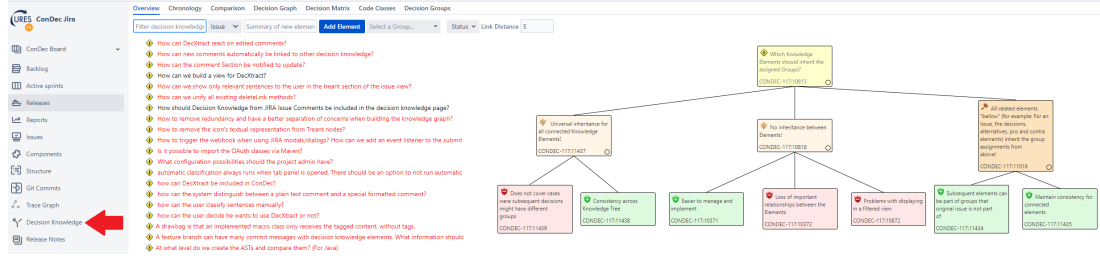 URES ConDec Jira
ConDec Board
Backlog
Active sprints
Releases
Reports
Issues
Components
Structure
Git Commits
Trace Graph
Decision Knowledge
Release Notes
Overview Chronology Comparison Decision Graph Decision Matrix Code Classes Decision Groups
Filter decision knowledge Issue Summary of new elemen Add Element Select a Group... Status Link Distance 5
How can DecXtract react on edited comments?
How can new comments automatically be linked to other decision knowledge?
How can the comment Section be notified to update?
How can we build a view for DecXtract?
How can we show only relevant sentences to the user in the treant section of the issue view?
How can we unify all existing deleteLink methods?
How should Decision Knowledge from JIRA Issue Comments be included in the decision knowledge page?
How to remove redundancy and have a better separation of concerns when building the knowledge graph?
How to remove the icon's textual representation from Treant nodes?
How to trigger the webhook when using JIRA modals/dialogs? How can we add an event listener to the submit
Is it possible to import the OAuth classes via Maven?
What configuration possibilities should the project admin have?
automatic classification always runs when tab panel is opened. There should be an option to not run automatic
how can DecXtract be included in ConDec?
how can the system distinguish between a plain text comment and a special formatted comment?
how can the user classify sentences manually?
how can the user decide he wants to use DecXtract or not?
A drawbag is that an implemented macro class only receives the tagged content, without tags.
A feature branch can have many commit messages with decision knowledge elements. What information should
At what level do we create the ASTs and compare them? (For Java)
Which Knowledge
Elements should inherit the
assigned Groups?
CONDEC-117:10813
Universal inheritance for
all connected Knowledge
Elements!
CONDEC-117:11437
No inheritance between
Elements!
CONDEC-117:10818
All related elements
"bellow" (for example: For an
Issue, the decisions,
alternatives, pro and contra
elements) inherit the group
assignments from
above!
CONDEC-117:11016
Does not cover cases
were subsequent decisions
might have different
groups
CONDEC-117:11439
Consistency across
Knowledge Tree
CONDEC-117:11438
Easier to manage and
implement
CONDEC-117:10371
Loss of important
relationships between the
Elements
CONDEC-117:10372
Problems with displaying
in a filtered view
CONDEC-117:10872
Subsequent elements can
be part of groups that
original issue is not part
of
CONDEC-117:11434
Maintain consistency for
connected
elements
CONDEC-117:11435